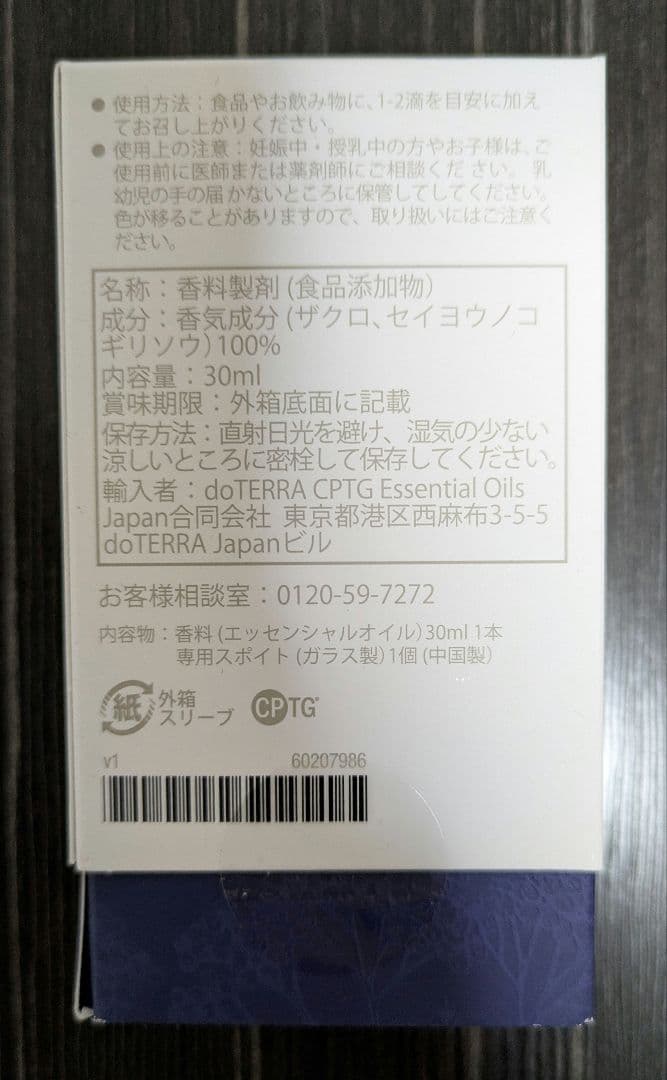 ● 使用方法：食品やお飲み物に、1-2滴を目安に加え
てお召し上がりください。
● 使用上の注意：妊娠中・授乳中の方やお子様は、ご
使用前に医師または薬剤師にご相談くだ さい。 乳
幼児の手の届 かないところに保管してしてください。
色が移ることがありますので、取り扱いにはご注意く
ださい。
名称：香料製剤 (食品添加物)
成分：香気成分 (ザクロ、セイヨウノコ
ギリソウ) 100%
内容量：30ml
賞味期限：外箱底面に記載
保存方法：直射日光を避け、湿気の少ない
涼しいところに密栓して保存してください。
輸入者：doTERRA CPTG Essential Oils
Japan合同会社 東京都港区西麻布3-5-5
doTERRA Japanビル
お客様相談室：0120-59-7272
内容物：香料 (エッセンシャルオイル) 30ml 1本
専用スポイト (ガラス製) 1個 (中国製)
紙 外箱
スリーブ
CPTG
v1 60207986